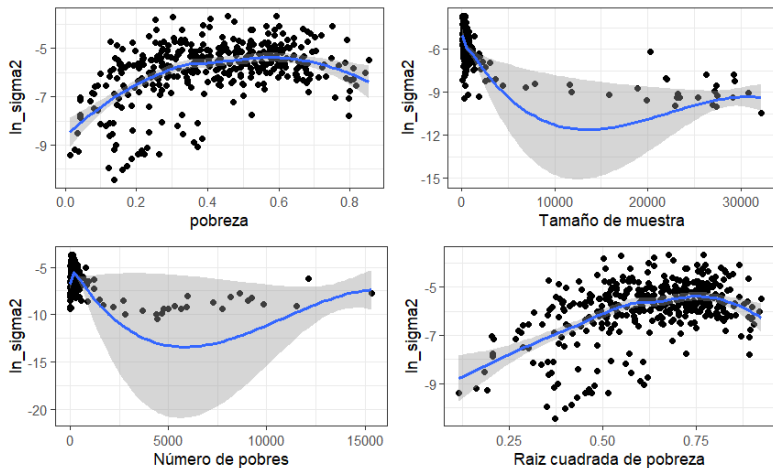 ln_sigma2
-5
-7
-9
0.0 0.2 0.4 0.6 0.8
pobreza
ln_sigma2
-6
-9
-12
-15
0 10000 20000 30000
Tamaño de muestra
ln_sigma2
-5
-10
-15
-20
0 5000 10000 15000
Número de pobres
ln_sigma2
-5
-7
-9
0.25 0.50 0.75
Raiz cuadrada de pobreza